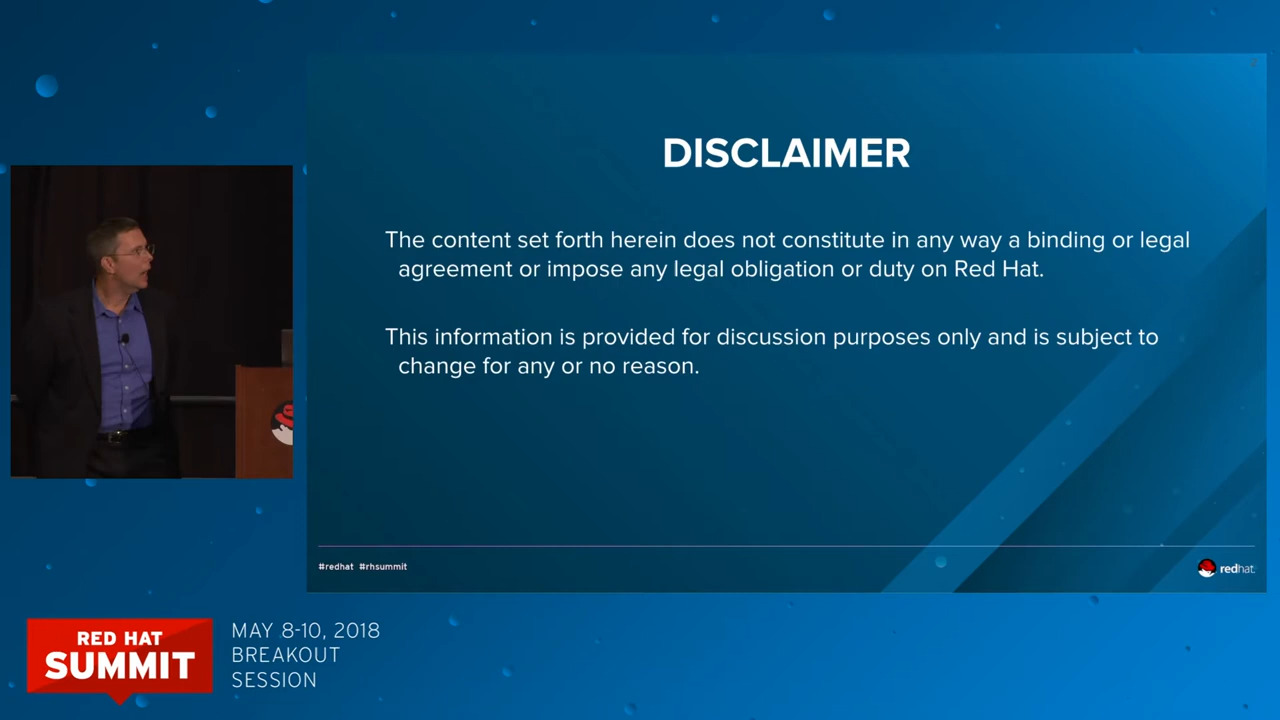 DISCLAIMER
The content set forth herein does not constitute in any way a binding or legal
agreement or impose any legal obligation or duty on Red Hat.
This information is provided for discussion purposes only and is subject to
change for any or no reason.
#redhat #rhsummit
redhat.
RED HAT
SUMMIT
MAY 8-10, 2018
BREAKOUT
SESSION